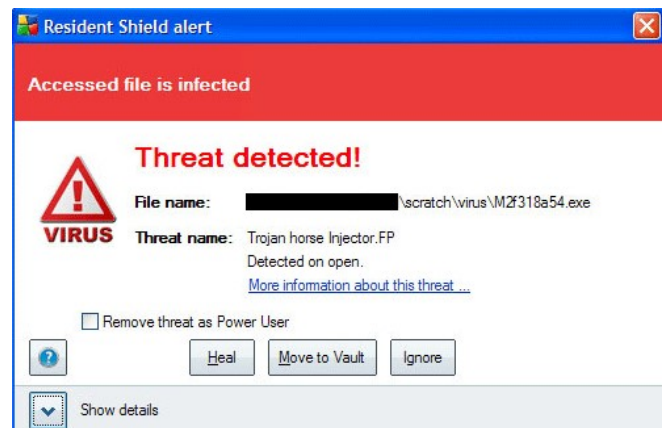 Resident Shield alert
Accessed file is infected
Threat detected!
File name: \scratch\virus\M2f318a54.exe
VIRUS
Threat name: Trojan horse Injector.FP
Detected on open.
More information about this threat ...
Remove threat as Power User
? Heal Move to Vault Ignore
Show details